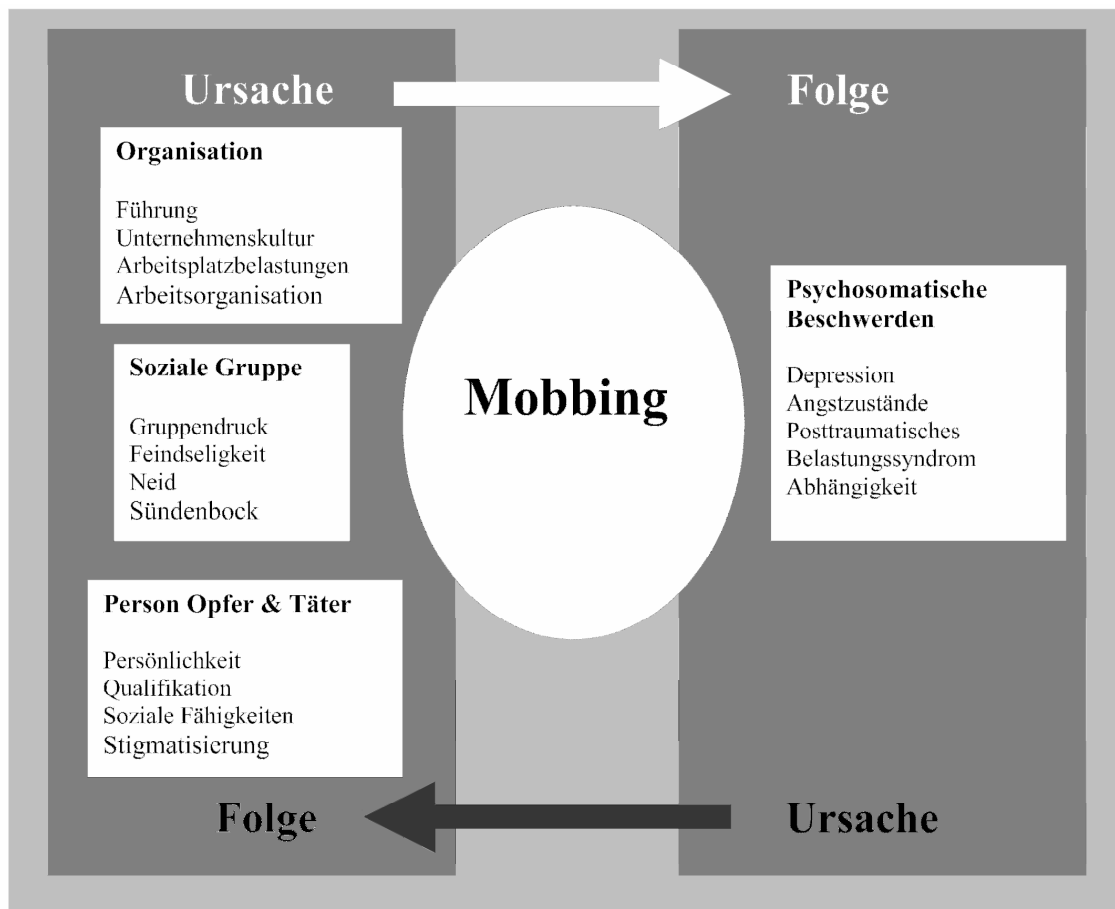 Ursache
Folge
Organisation
Führung
Unternehmenskultur
Arbeitsplatzbelastungen
Arbeitsorganisation
Soziale Gruppe
Gruppendruck
Feindseligkeit
Neid
Sündenbock
Person Opfer & Täter
Persönlichkeit
Qualifikation
Soziale Fähigkeiten
Stigmatisierung
Mobbing
Psychosomatische
Beschwerden
Depression
Angstzustände
Posttraumatisches
Belastungssyndrom
Abhängigkeit
Folge
Ursache